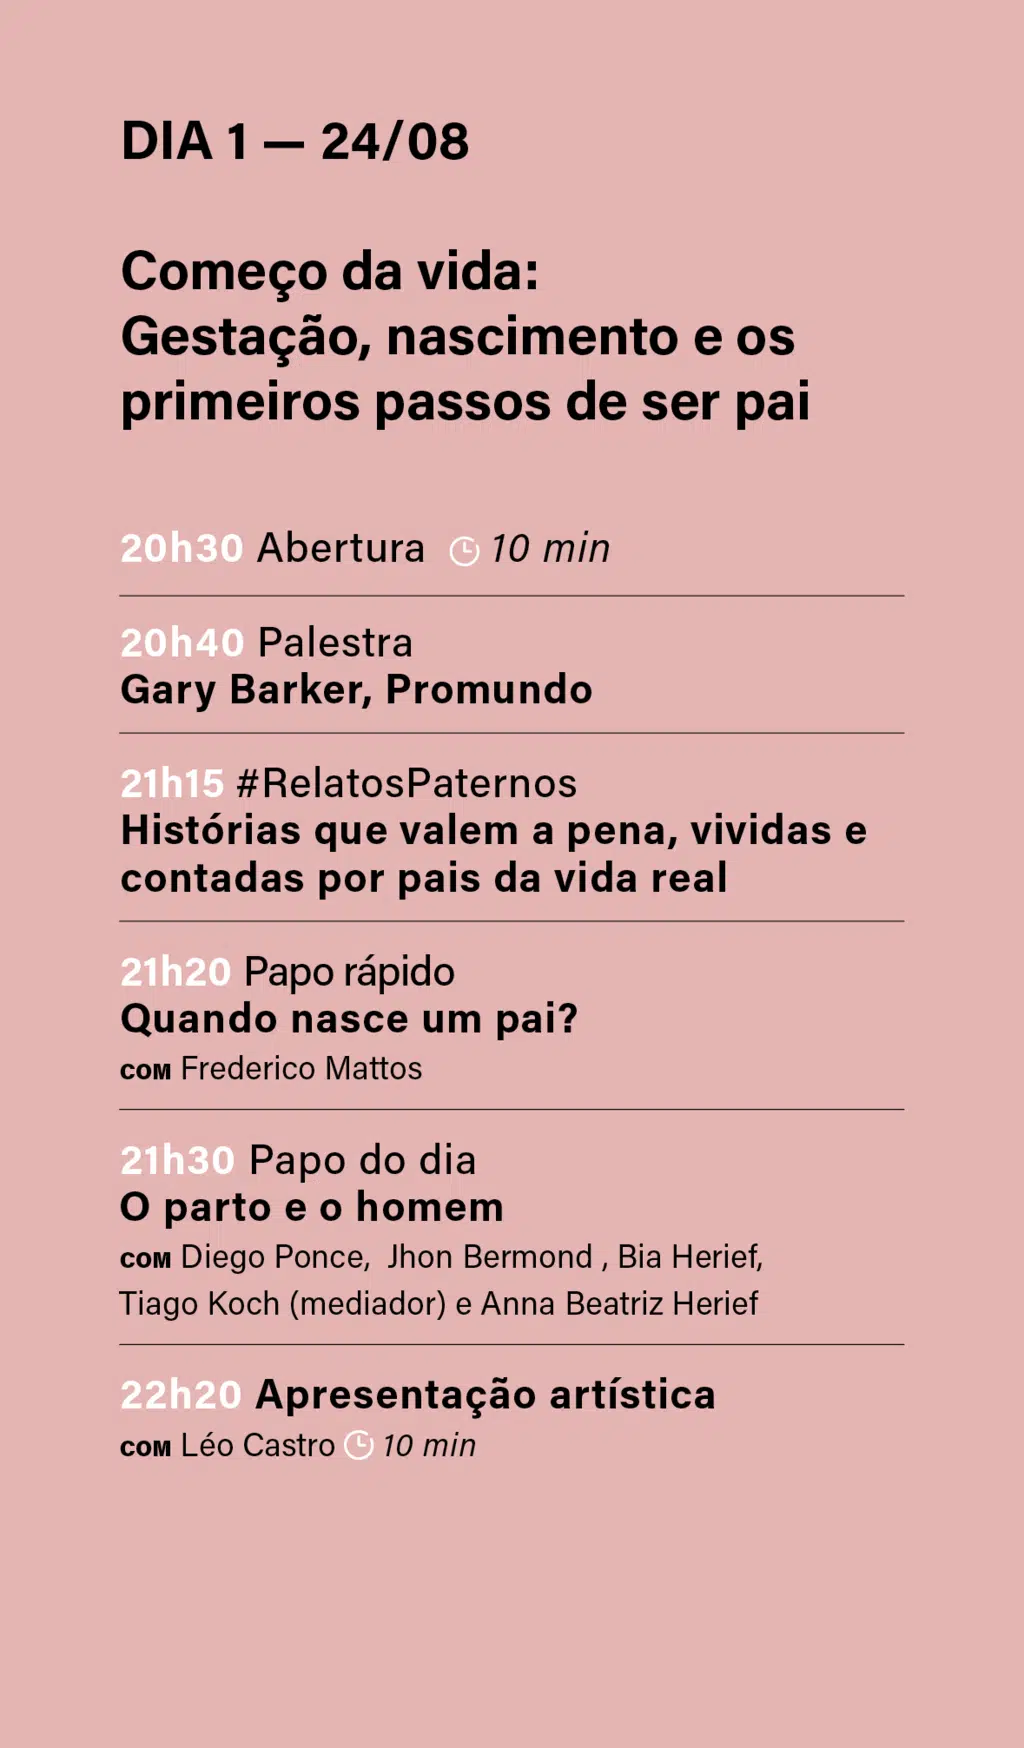 DIA 1 — 24/08
Começo da vida:
Gestação, nascimento e os
primeiros passos de ser pai
20h30 Abertura 10 min
20h40 Palestra
Gary Barker, Promundo
21h15 #RelatosPaternos
Histórias que valem a pena, vividas e
contadas por pais da vida real
21h20 Papo rápido
Quando nasce um pai?
COM Frederico Mattos
21h30 Papo do dia
O parto e o homem
COM Diego Ponce,  Jhon Bermond , Bia Herief,
Tiago Koch (mediador) e Anna Beatriz Herief
22h20 Apresentação artística
COM Léo Castro 10 min